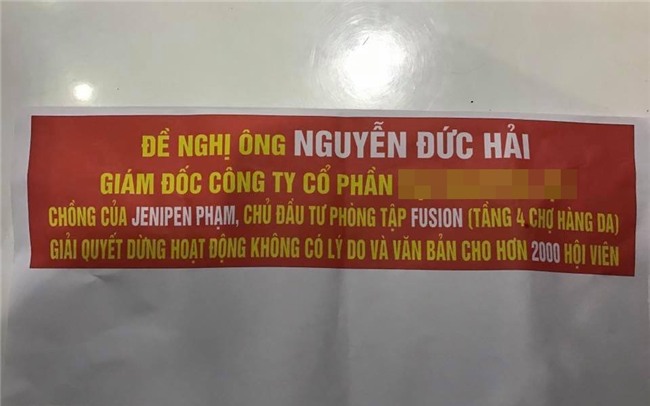 ĐỀ NGHỊ ÔNG NGUYỄN ĐỨC HẢI
GIÁM ĐỐC CÔNG TY CỔ PHẦN
CHỒNG CỦA JENIPEN PHẠM, CHỦ ĐẦU TƯ PHÒNG TẬP FUSION (TẦNG 4 CHỢ HÀNG DA)
GIẢI QUYẾT DỪNG HOẠT ĐỘNG KHÔNG CÓ LÝ DO VÀ VĂN BẢN CHO HƠN 2000 HỘI VIÊN